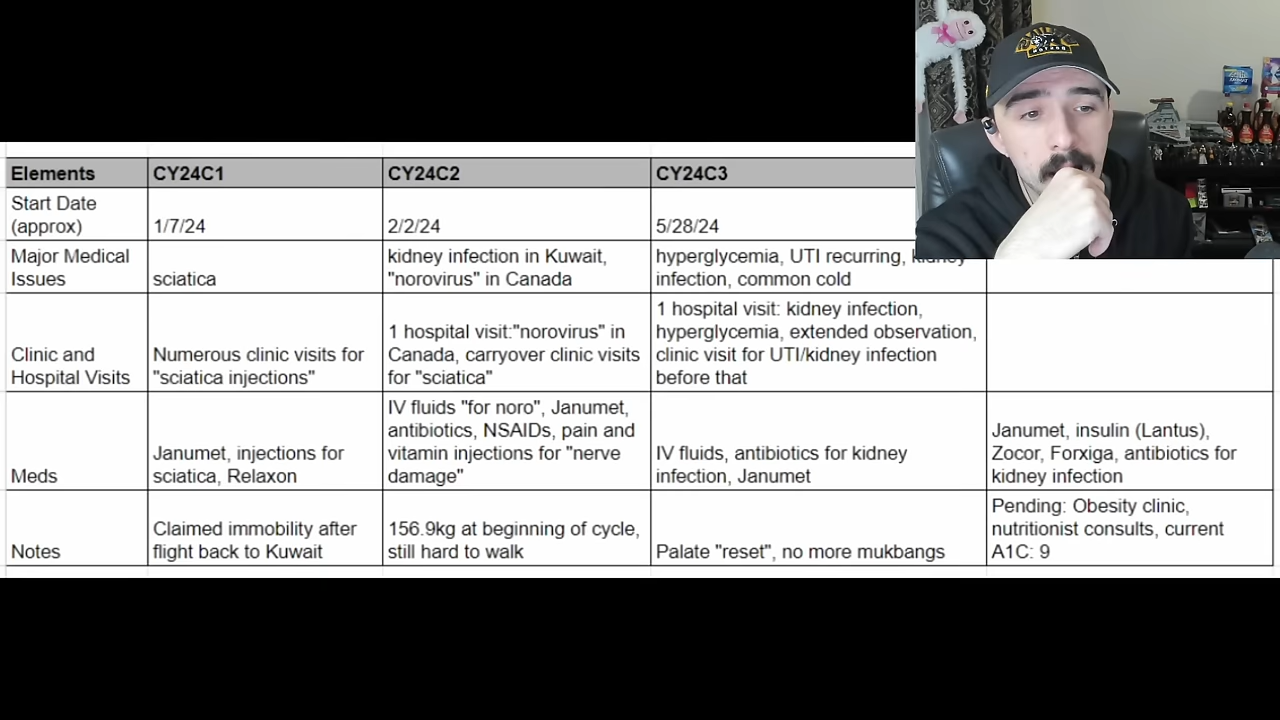 Elements CY24C1 CY24C2 CY24C3
Start Date
(approx) 1/7/24 2/2/24 5/28/24
Major Medical
Issues
sciatica
kidney infection in Kuwait,
"norovirus" in Canada
hyperglycemia, UTI recurring, kidney
infection, common cold
Clinic and
Hospital Visits
Numerous clinic visits for
"sciatica injections"
1 hospital visit:"norovirus" in
Canada, carryover clinic visits
for "sciatica"
1 hospital visit: kidney infection,
hyperglycemia, extended observation,
clinic visit for UTI/kidney infection
before that
Meds
Janumet, injections for
sciatica, Relaxon
IV fluids "for noro", Janumet,
antibiotics, NSAIDs, pain and
vitamin injections for "nerve
damage"
IV fluids, antibiotics for kidney
infection, Janumet
Janumet, insulin (Lantus),
Zocor, Forxiga, antibiotics for
kidney infection
Notes
Claimed immobility after
flight back to Kuwait
156.9kg at beginning of cycle,
still hard to walk
Palate "reset", no more mukbangs
Pending: Obesity clinic,
nutritionist consults, current
A1C: 9